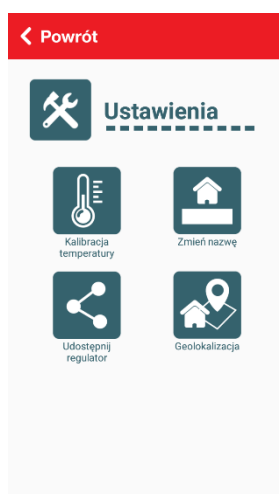 Powrót
Ustawienia
Kalibracja
temperatury
Zmień nazwę
Udostępnij
regulator
Geolokalizacja